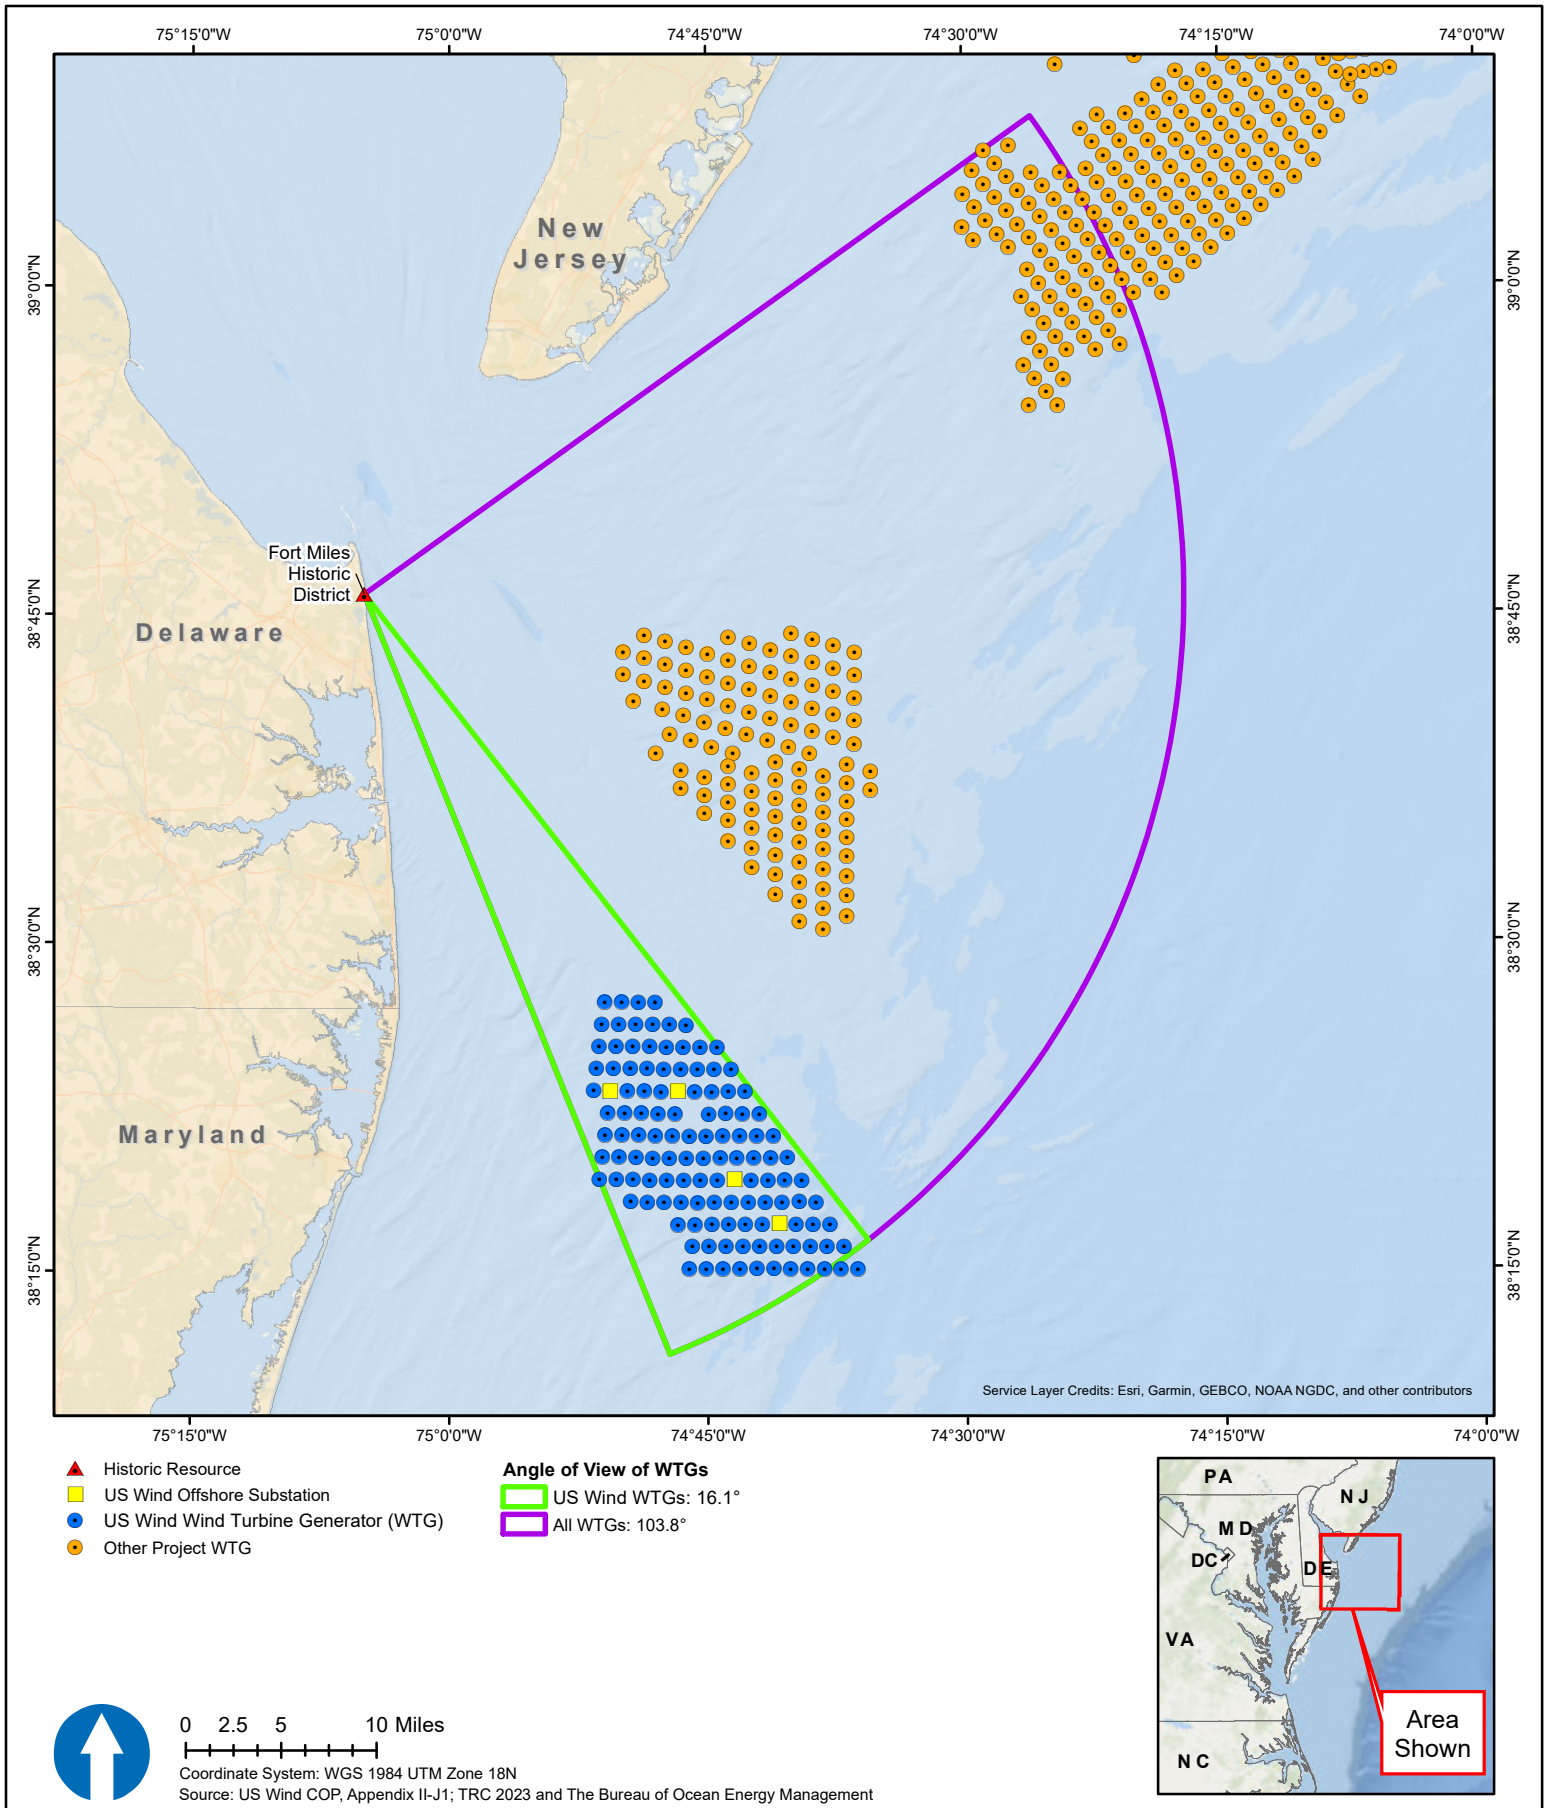 75°15'0"W 75°0'0"W 74°45'0"W 74°30'0"W 74°15'0"W 74°0'0"W
New
Jersey
39°0'0"N
39°0'0"N
Fort Miles
Historic
District
38°45'0"N
38°45'0"N
Delaware
38°30'0"N
38°30'0"N
Maryland
38°15'0"N
38°15'0"N
Service Layer Credits: Esri, Garmin, GEBCO, NOAA NGDC, and other contributors
75°15'0"W 75°0'0"W 74°45'0"W 74°30'0"W 74°15'0"W 74°0'0"W
Historic Resource
US Wind Offshore Substation
US Wind Wind Turbine Generator (WTG)
Other Project WTG
Angle of View of WTGs
US Wind WTGs: 16.1°
All WTGs: 103.8°
PA
NJ
MD
DC
DE
VA
NC
Area
Shown
0 2.5 5 10 Miles
Coordinate System: WGS 1984 UTM Zone 18N
Source: US Wind COP, Appendix II-J1; TRC 2023 and The Bureau of Ocean Energy Management